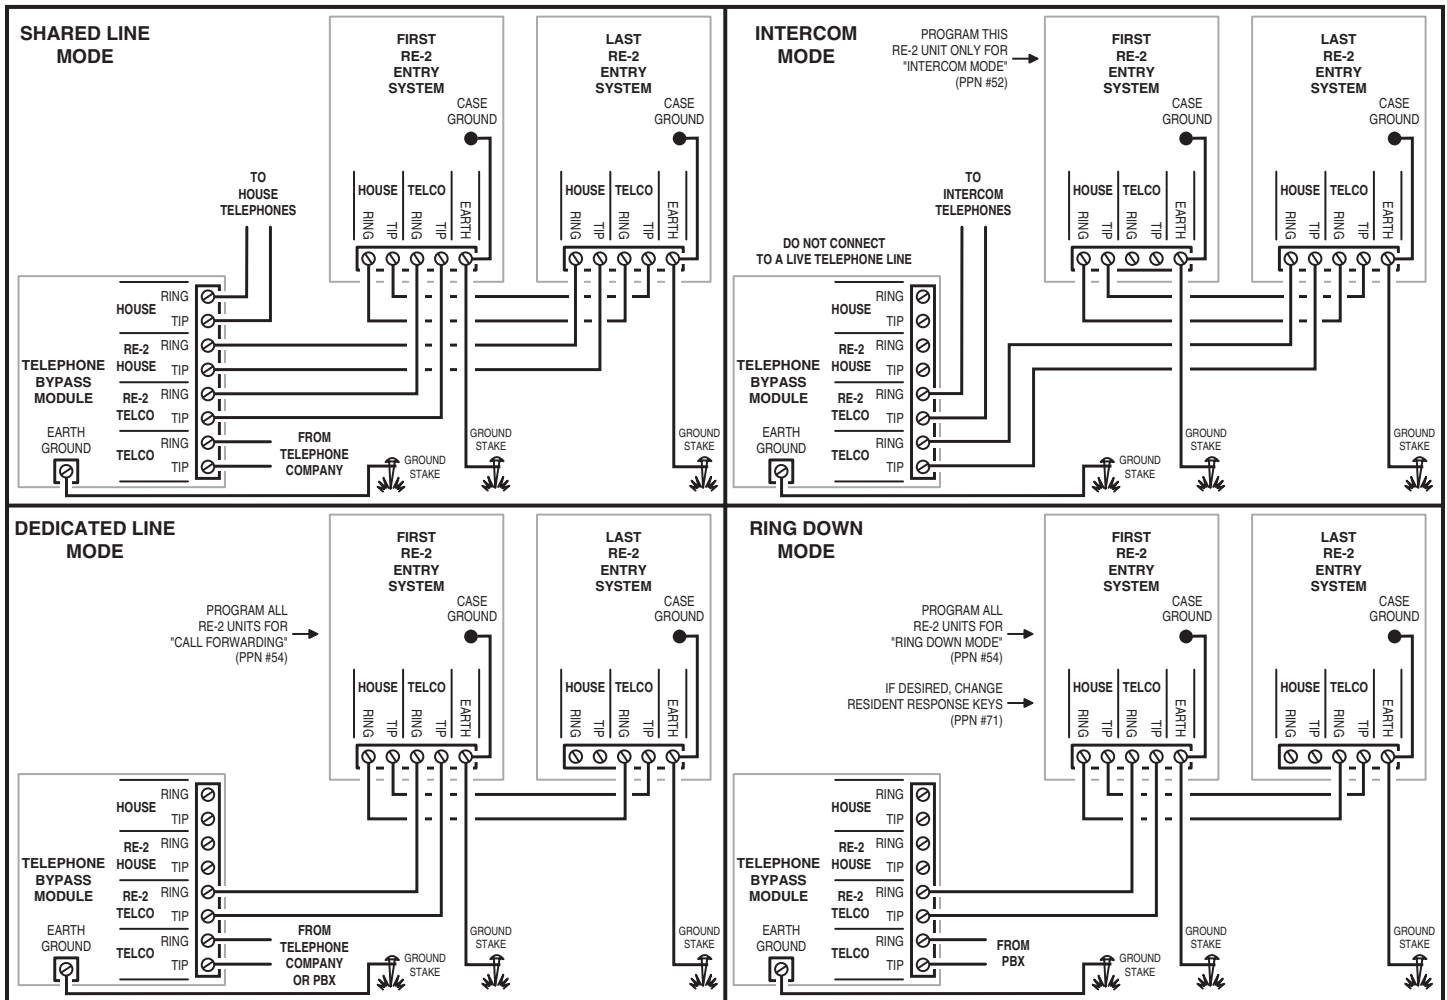 SHARED LINE
MODE
FIRST
RE-2
ENTRY
SYSTEM
CASE
GROUND
LAST
RE-2
ENTRY
SYSTEM
CASE
GROUND
TO
HOUSE
TELEPHONES
HOUSE TELCO
RING TIP RING TIP EARTH
HOUSE TELCO
RING TIP RING TIP EARTH
TELEPHONE
BYPASS
MODULE
HOUSE
RING
TIP
RE-2
HOUSE
RING
TIP
RE-2
TELCO
RING
TIP
TELCO
RING
TIP
EARTH
GROUND
FROM
TELEPHONE
COMPANY
GROUND
STAKE
GROUND
STAKE
GROUND
STAKE
INTERCOM
MODE
PROGRAM THIS
RE-2 UNIT ONLY FOR
"INTERCOM MODE"
(PPN #52)
FIRST
RE-2
ENTRY
SYSTEM
CASE
GROUND
LAST
RE-2
ENTRY
SYSTEM
CASE
GROUND
TO
INTERCOM
TELEPHONES
DO NOT CONNECT
TO A LIVE TELEPHONE LINE
HOUSE TELCO
RING TIP RING TIP EARTH
HOUSE TELCO
RING TIP RING TIP EARTH
TELEPHONE
BYPASS
MODULE
HOUSE
RING
TIP
RE-2
HOUSE
RING
TIP
RE-2
TELCO
RING
TIP
TELCO
RING
TIP
EARTH
GROUND
GROUND
STAKE
GROUND
STAKE
GROUND
STAKE
DEDICATED LINE
MODE
PROGRAM ALL
RE-2 UNITS FOR
"CALL FORWARDING"
(PPN #54)
FIRST
RE-2
ENTRY
SYSTEM
CASE
GROUND
LAST
RE-2
ENTRY
SYSTEM
CASE
GROUND
HOUSE TELCO
RING TIP RING TIP EARTH
HOUSE TELCO
RING TIP RING TIP EARTH
TELEPHONE
BYPASS
MODULE
HOUSE
RING
TIP
RE-2
HOUSE
RING
TIP
RE-2
TELCO
RING
TIP
TELCO
RING
TIP
EARTH
GROUND
FROM
TELEPHONE
COMPANY
OR PBX
GROUND
STAKE
GROUND
STAKE
GROUND
STAKE
RING DOWN
MODE
PROGRAM ALL
RE-2 UNITS FOR
"RING DOWN MODE"
(PPN #54)
IF DESIRED, CHANGE
RESIDENT RESPONSE KEYS
(PPN #71)
FIRST
RE-2
ENTRY
SYSTEM
CASE
GROUND
LAST
RE-2
ENTRY
SYSTEM
CASE
GROUND
HOUSE TELCO
RING TIP RING TIP EARTH
HOUSE TELCO
RING TIP RING TIP EARTH
TELEPHONE
BYPASS
MODULE
HOUSE
RING
TIP
RE-2
HOUSE
RING
TIP
RE-2
TELCO
RING
TIP
TELCO
RING
TIP
EARTH
GROUND
FROM
PBX
GROUND
STAKE
GROUND
STAKE
GROUND
STAKE